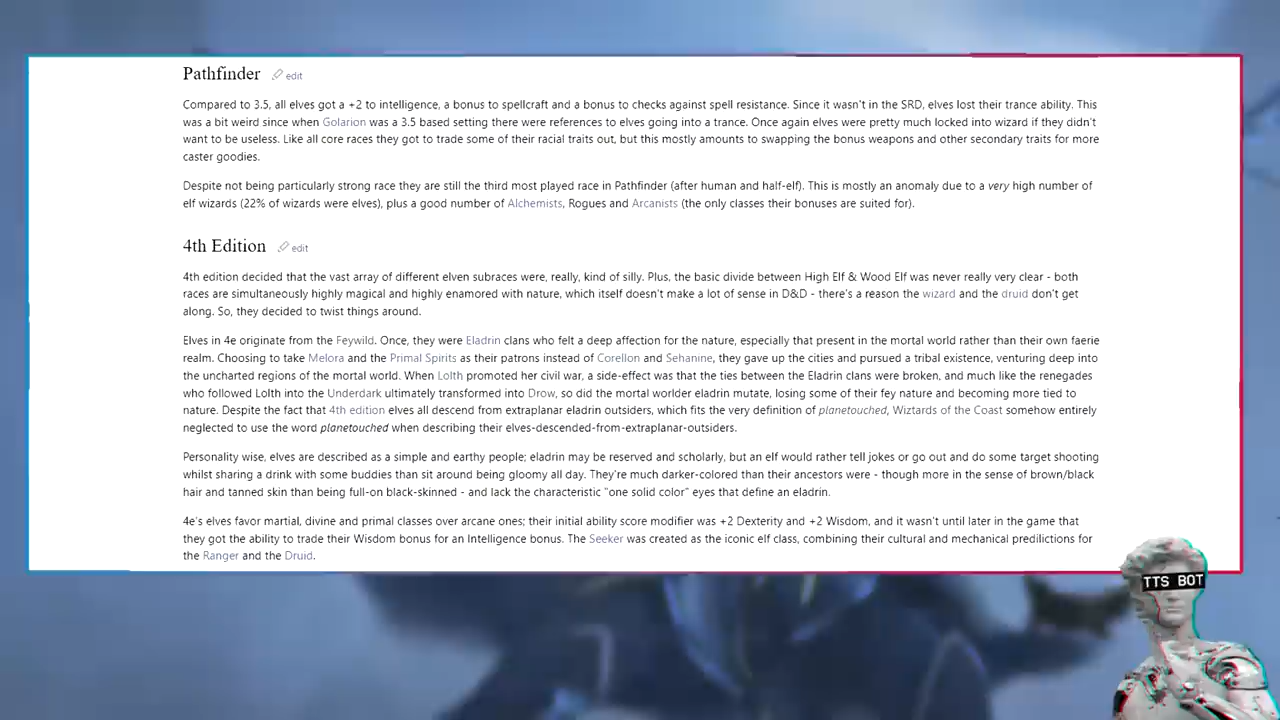 Pathfinder edit
Compared to 3.5, all elves got a +2 to intelligence, a bonus to spellcraft and a bonus to checks against spell resistance. Since it wasn't in the SRD, elves lost their trance ability. This
was a bit weird since when Golarion was a 3.5 based setting there were references to elves going into a trance. Once again elves were pretty much locked into wizard if they didn't
want to be useless. Like all core races they got to trade some of their racial traits out, but this mostly amounts to swapping the bonus weapons and other secondary traits for more
caster goodies.
Despite not being particularly strong race they are still the third most played race in Pathfinder (after human and half-elf). This is mostly an anomaly due to a very high number of
elf wizards (22% of wizards were elves), plus a good number of Alchemists, Rogues and Arcanists (the only classes their bonuses are suited for).
4th Edition edit
4th edition decided that the vast array of different elven subraces were, really, kind of silly. Plus, the basic divide between High Elf & Wood Elf was never really very clear - both
races are simultaneously highly magical and highly enamored with nature, which itself doesn't make a lot of sense in D&D - there's a reason the wizard and the druid don't get
along. So, they decided to twist things around.
Elves in 4e originate from the Feywild. Once, they were Eladrin clans who felt a deep affection for the nature, especially that present in the mortal world rather than their own faerie
realm. Choosing to take Melora and the Primal Spirits as their patrons instead of Corellon and Sehanine, they gave up the cities and pursued a tribal existence, venturing deep into
the uncharted regions of the mortal world. When Lolth promoted her civil war, a side-effect was that the ties between the Eladrin clans were broken, and much like the renegades
who followed Lolth into the Underdark ultimately transformed into Drow, so did the mortal worlder eladrin mutate, losing some of their fey nature and becoming more tied to
nature. Despite the fact that 4th edition elves all descend from extraplanar eladrin outsiders, which fits the very definition of planetouched, Wiztards of the Coast somehow entirely
neglected to use the word planetouched when describing their elves-descended-from-extraplanar-outsiders.
Personality wise, elves are described as a simple and earthy people; eladrin may be reserved and scholarly, but an elf would rather tell jokes or go out and do some target shooting
whilst sharing a drink with some buddies than sit around being gloomy all day. They're much darker-colored than their ancestors were - though more in the sense of brown/black
hair and tanned skin than being full-on black-skinned - and lack the characteristic "one solid color" eyes that define an eladrin.
4e's elves favor martial, divine and primal classes over arcane ones; their initial ability score modifier was +2 Dexterity and +2 Wisdom, and it wasn't until later in the game that
they got the ability to trade their Wisdom bonus for an Intelligence bonus. The Seeker was created as the iconic elf class, combining their cultural and mechanical predilictions for
the Ranger and the Druid.
TTS BOT